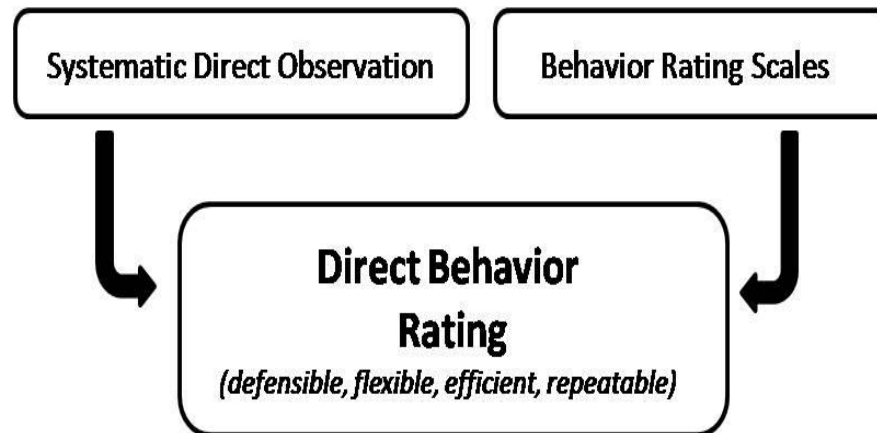 Systematic Direct Observation
Behavior Rating Scales
Direct Behavior
Rating
(defensible, flexible, efficient, repeatable)